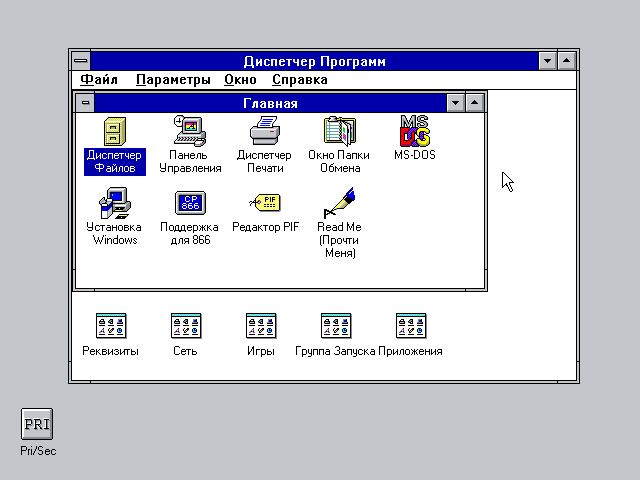 Диспетчер Программ
Файл Параметры Окно Справка
Главная
MS
DOS
Диспетчер Файлов
Панель Управления
Диспетчер Печати
Окно Папки Обмена
MS-DOS
CP 866
PIF
Установка Windows
Поддержка для 866
Редактор PIF
Read Me (Прочти Меня)
Реквизиты
Сеть
Игры
Группа Запуска
Приложения
PRI
Pri/Sec